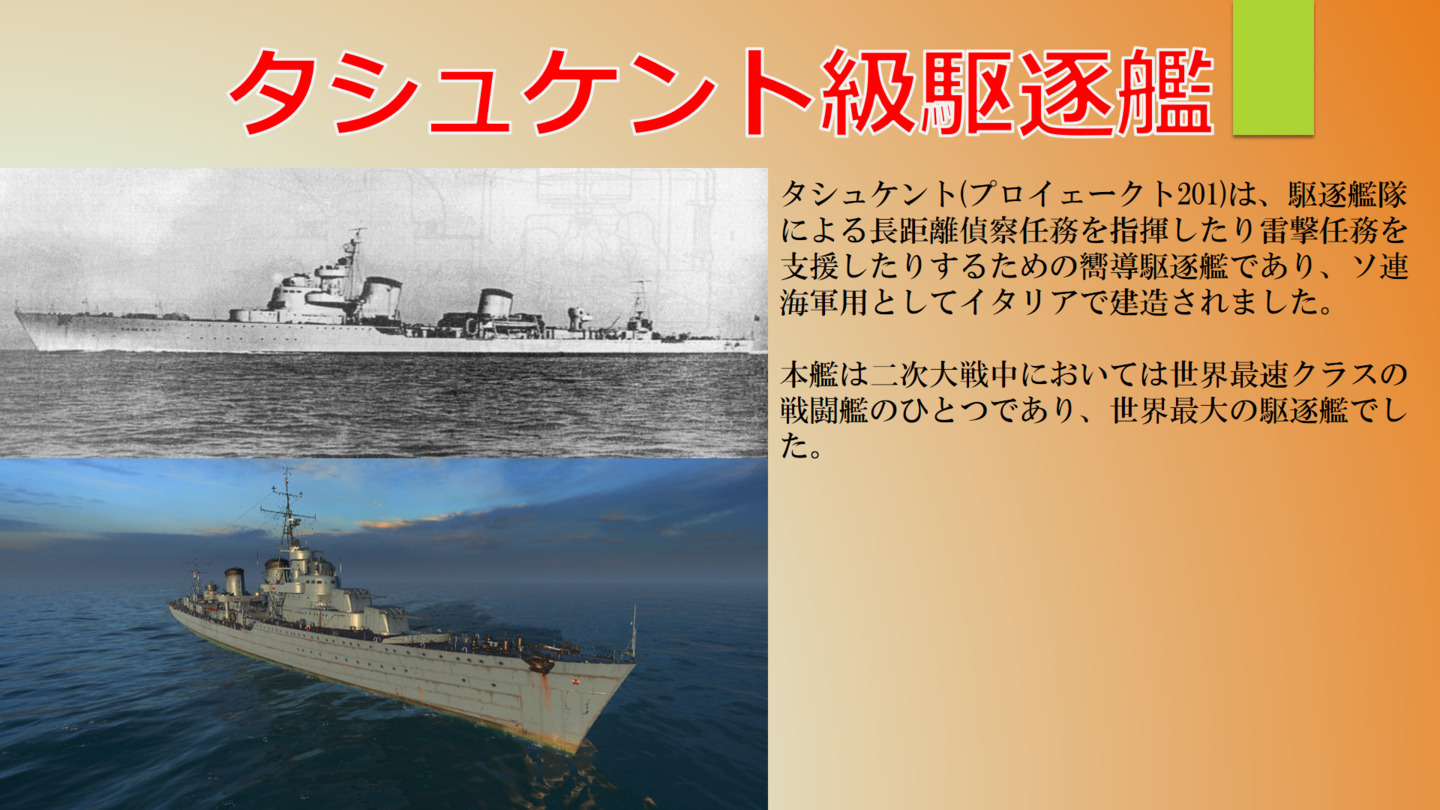 タシュケント級駆逐艦
タシュケント(プロイェークト201)は、駆逐艦隊
による長距離偵察任務を指揮したり雷撃任務を
支援したりするための嚮導駆逐艦であり、ソ連
海軍用としてイタリアで建造されました。
本艦は二次大戦中においては世界最速クラスの
戦闘艦のひとつであり、世界最大の駆逐艦でし
た。